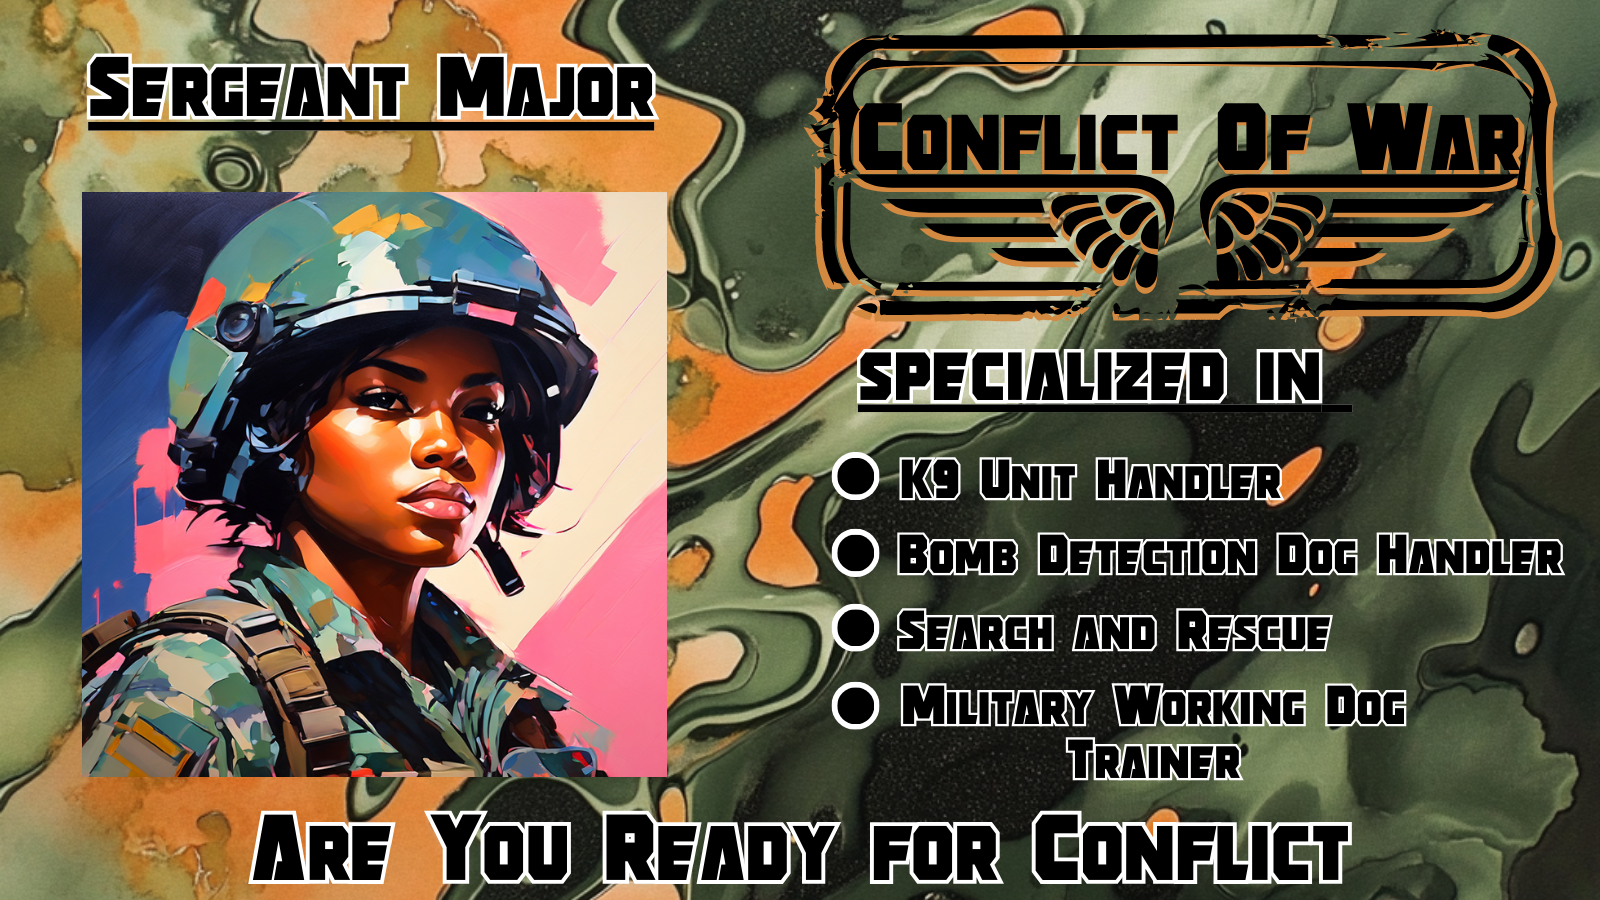 Sergeant Major
Conflict Of War
SPECIALIZED IN
K9 Unit Handler
Bomb Detection Dog Handler
Search and Rescue
Military Working Dog
Trainer
Are You Ready for Conflict